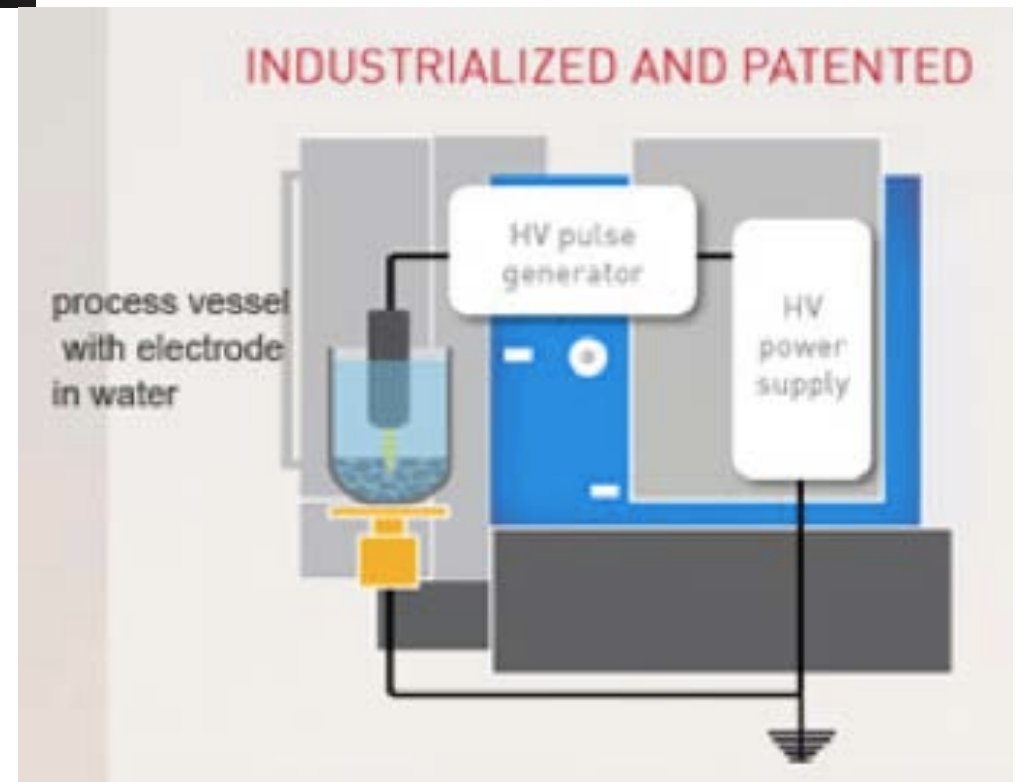 INDUSTRIALIZED AND PATENTED
HV pulse
generator
HV
power
supply
process vessel
with electrode
in water